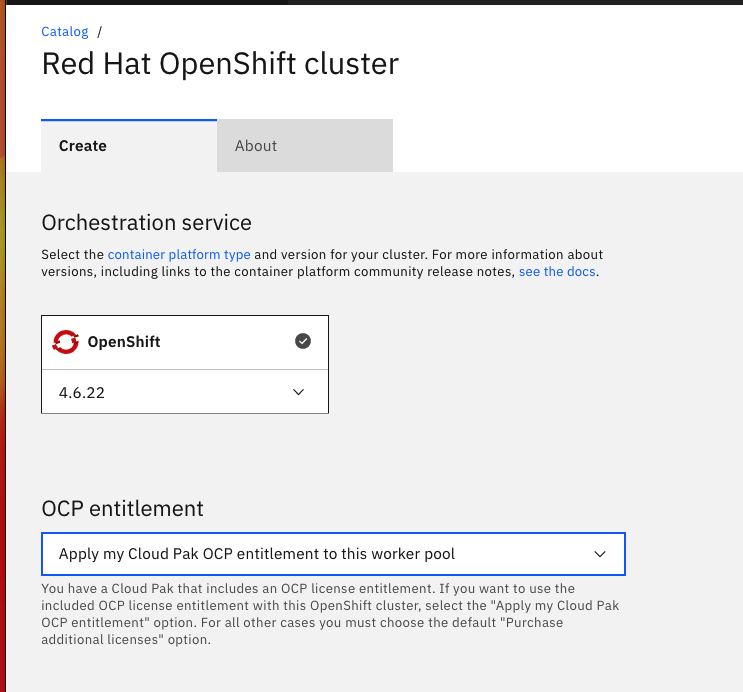 Catalog /
Red Hat OpenShift cluster
Create
About
Orchestration service
Select the container platform type and version for your cluster. For more information about
versions, including links to the container platform community release notes, see the docs.
OpenShift
4.6.22
OCP entitlement
Apply my Cloud Pak OCP entitlement to this worker pool
You have a Cloud Pak that includes an OCP license entitlement. If you want to use the
included OCP license entitlement with this OpenShift cluster, select the "Apply my Cloud Pak
OCP entitlement" option. For all other cases you must choose the default "Purchase
additional licenses" option.